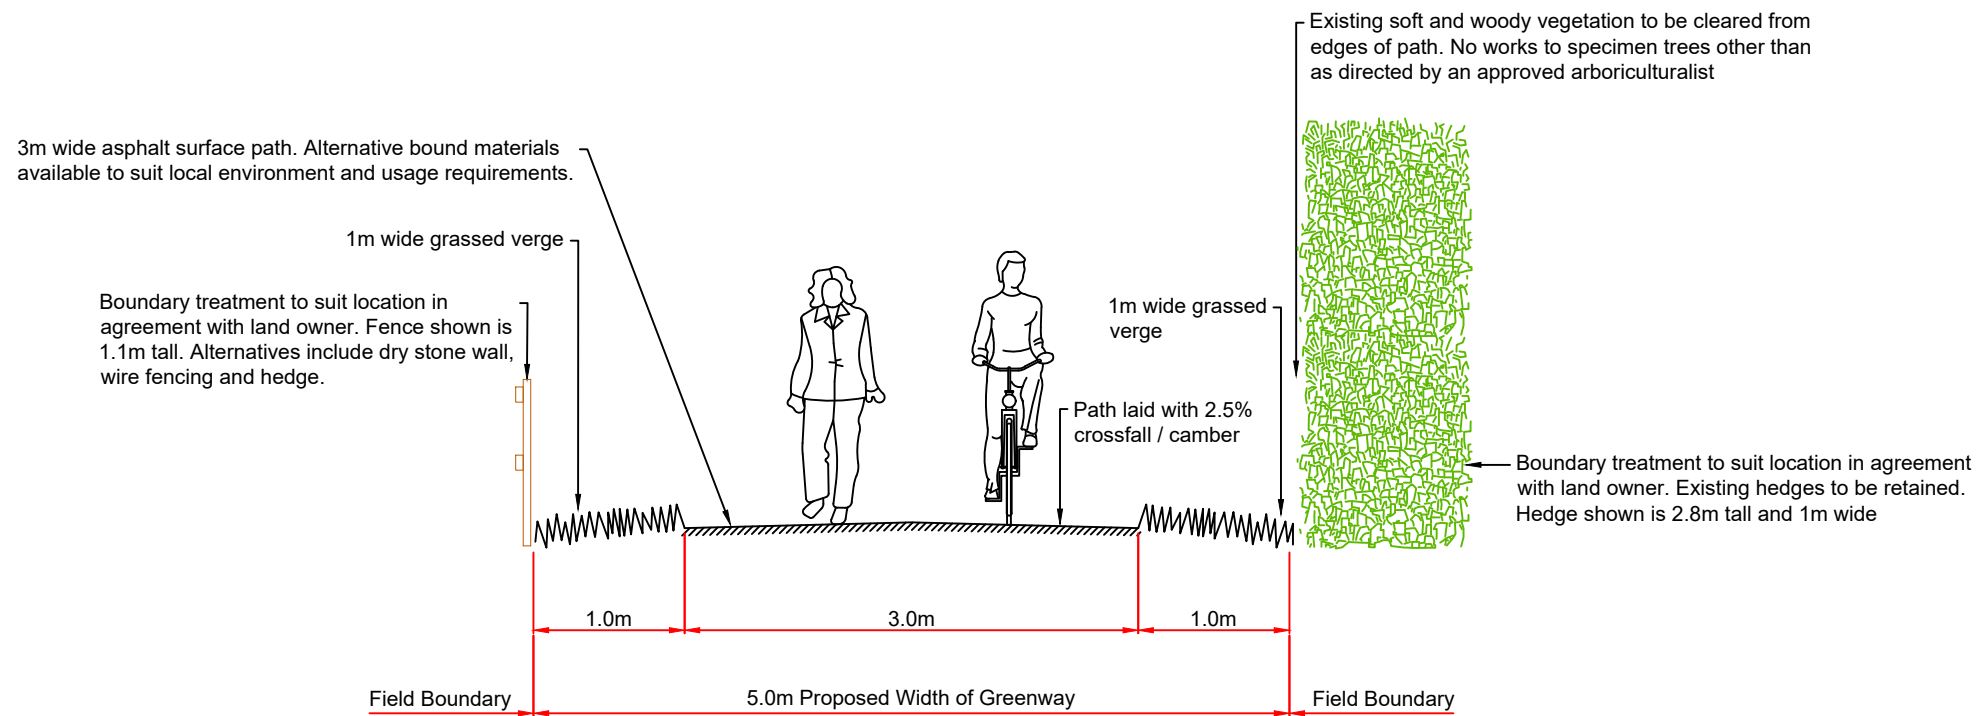 Existing soft and woody vegetation to be cleared from
edges of path. No works to specimen trees other than
as directed by an approved arboriculturalist
3m wide asphalt surface path. Alternative bound materials
available to suit local environment and usage requirements.
1m wide grassed verge
Boundary treatment to suit location in
agreement with land owner. Fence shown is
1.1m tall. Alternatives include dry stone wall,
wire fencing and hedge.
1m wide grassed
verge
Path laid with 2.5%
crossfall / camber
Boundary treatment to suit location in agreement
with land owner. Existing hedges to be retained.
Hedge shown is 2.8m tall and 1m wide
1.0m
3.0m
1.0m
Field Boundary
5.0m Proposed Width of Greenway
Field Boundary